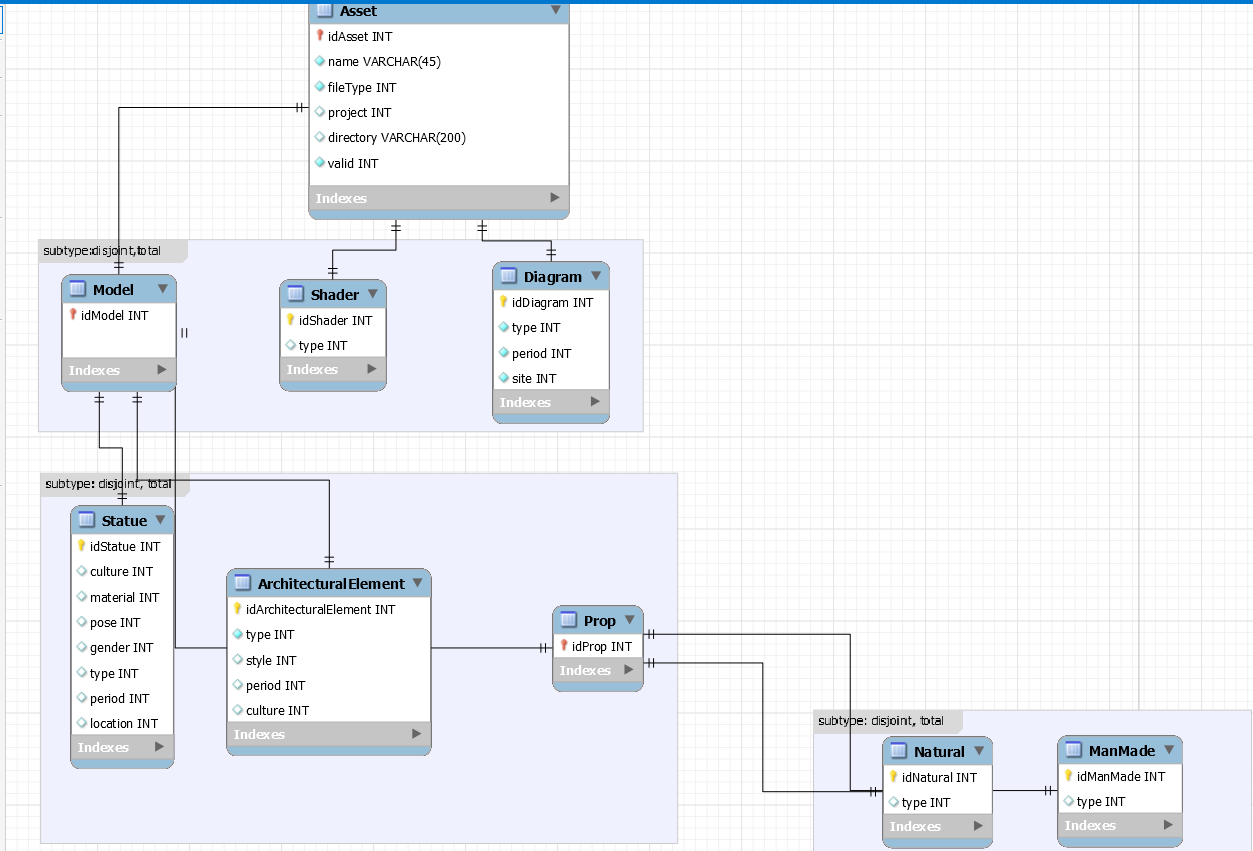 Asset
idAsset INT
name VARCHAR(45)
fileType INT
project INT
directory VARCHAR(200)
valid INT
Indexes
subtype:disjoint,total
Model
idModel INT
Indexes
Shader
idShader INT
type INT
Indexes
Diagram
idDiagram INT
type INT
period INT
site INT
Indexes
subtype: disjoint, total
Statue
idStatue INT
culture INT
material INT
pose INT
gender INT
type INT
period INT
location INT
Indexes
ArchitecturalElement
idArchitecturalElement INT
type INT
style INT
period INT
culture INT
Indexes
Prop
idProp INT
Indexes
subtype: disjoint, total
Natural
idNatural INT
type INT
Indexes
ManMade
idManMade INT
type INT
Indexes